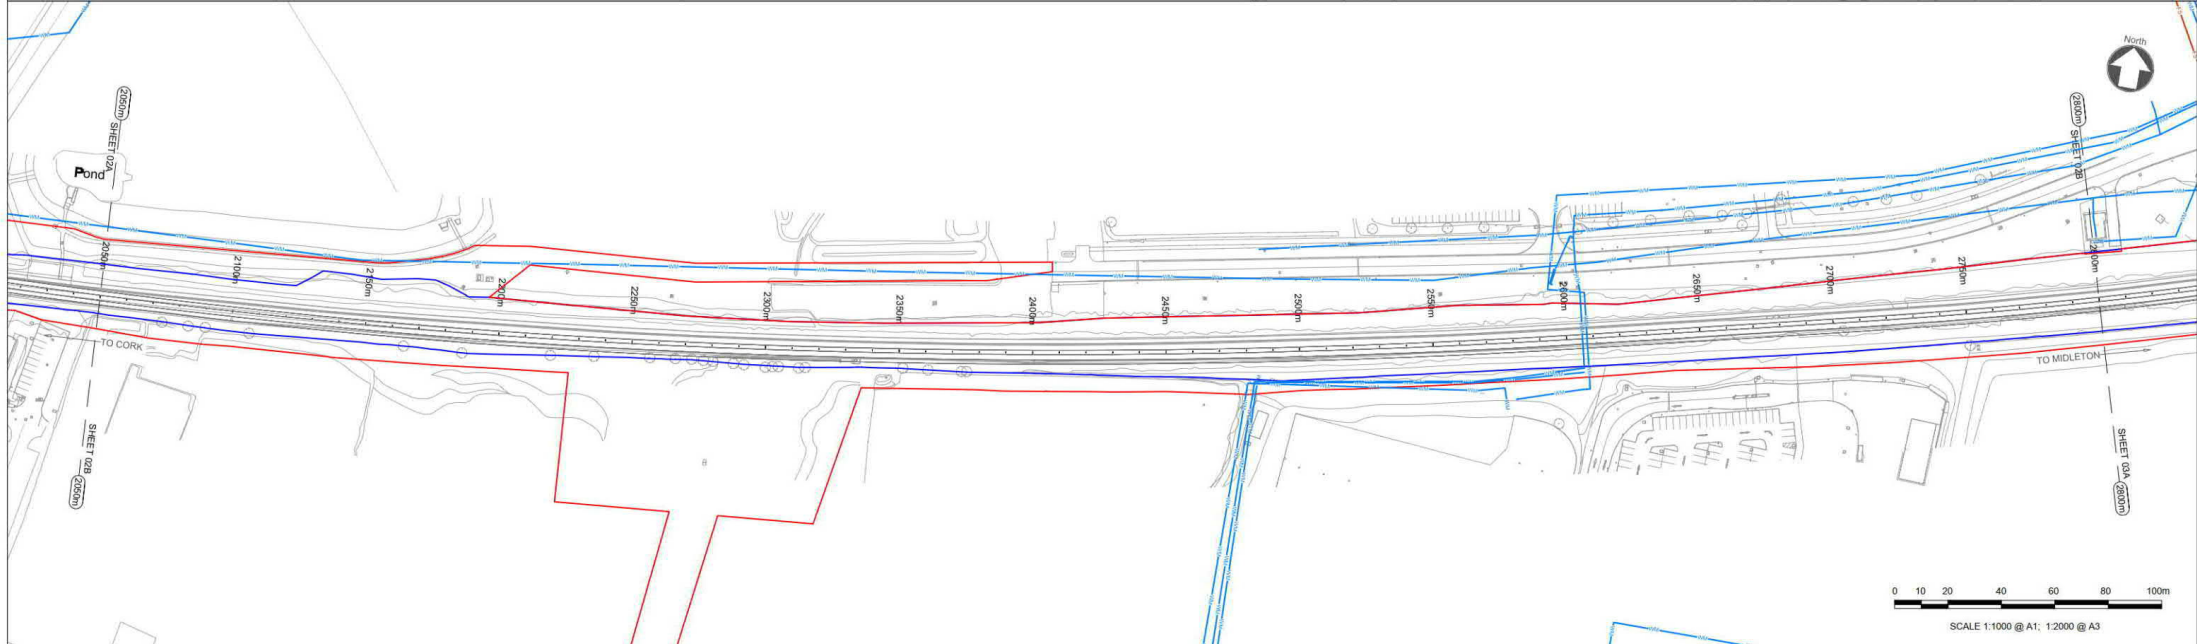 North
2050m
SHEET 02A
2800m
SHEET 02B
Pond
2050m
2100m
2150m
2200m
2250m
2300m
2350m
2400m
2450m
2500m
2550m
2600m
2650m
2700m
2750m
2800m
TO CORK
TO MIDLETON
SHEET 02B
2050m
SHEET 03A
2800m
WM
0 10 20 40 60 80 100m
SCALE 1:1000 @ A1; 1:2000 @ A3